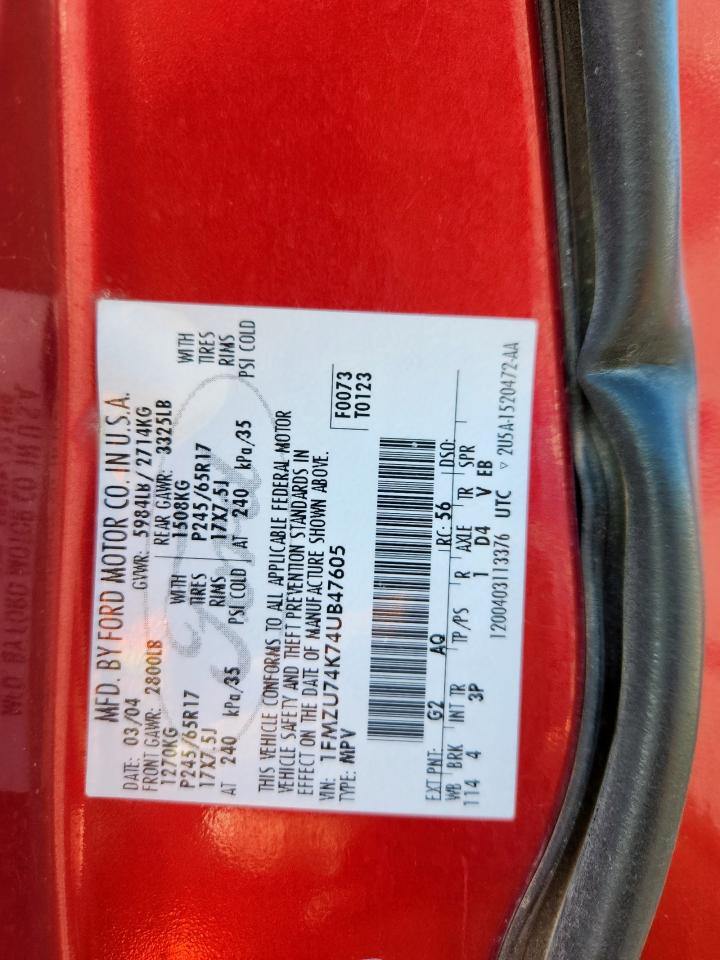 MFD. BY FORD MOTOR CO. IN U.S.A.
DATE: 03/04 GVWR: 5984LB / 2714KG
FRONT GAWR: 2800LB REAR GAWR: 3325LB
1270KG WITH 1508KG WITH
P245/65R17 TIRES P245/65R17 TIRES
17X7.5J RIMS 17X7.5J RIMS
AT 240 kPa/35 PSI COLD AT 240 kPa/35 PSI COLD
THIS VEHICLE CONFORMS TO ALL APPLICABLE FEDERAL MOTOR
VEHICLE SAFETY AND THEFT PREVENTION STANDARDS IN
EFFECT ON THE DATE OF MANUFACTURE SHOWN ABOVE.
VIN: 1FMZU74K74UB47605
TYPE: MPV
F0073
T0123
EXT PNT: G2 AQ RC: 56 DSO:
WB BRK INT TR TP/PS R AXLE TR SPR
114 4 3P 1 D4 V EB
1200403113376 UTC ▽ 2U5A-1520472-AA
Ford